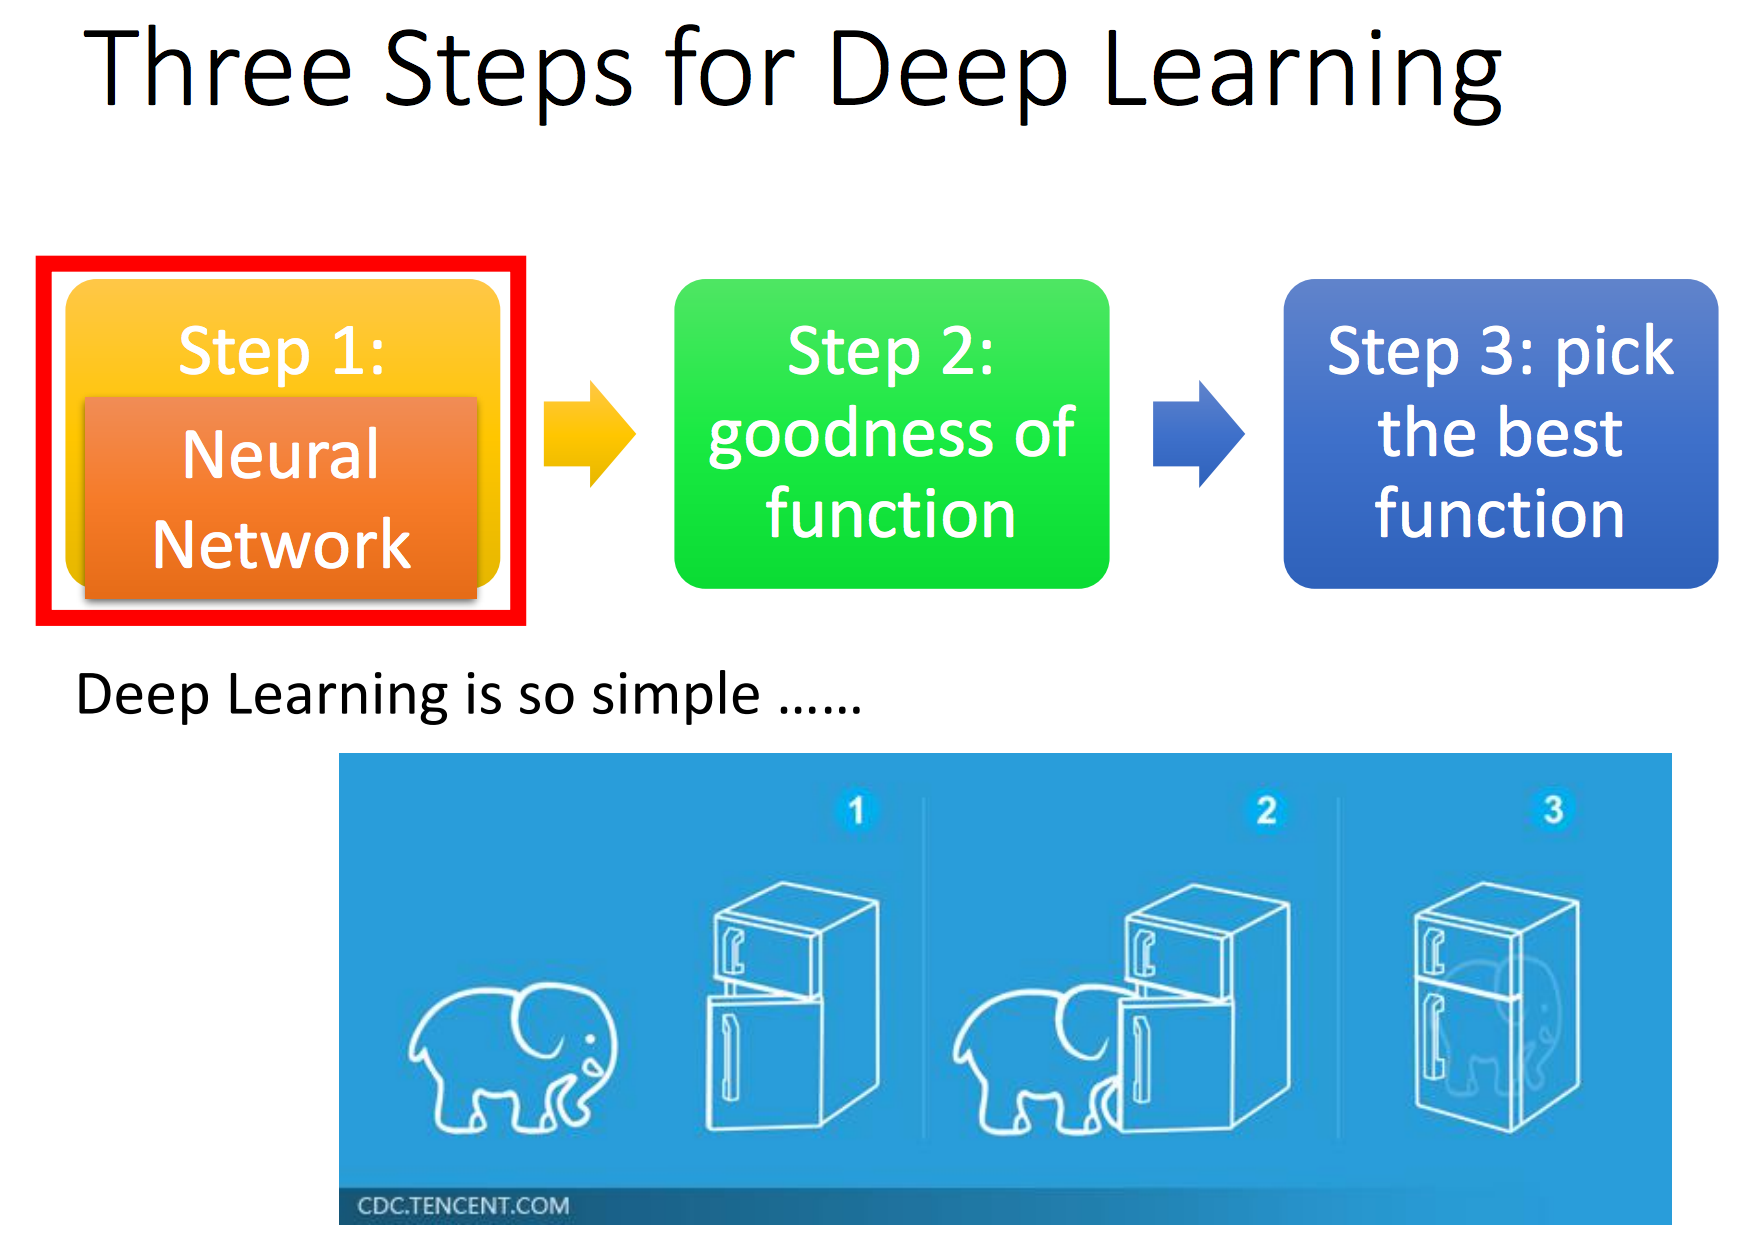 Three Steps for Deep Learning
Step 1:
Neural
Network
Step 2:
goodness of
function
Step 3: pick
the best
function
Deep Learning is so simple ……
1
2
3
CDC.TENCENT.COM